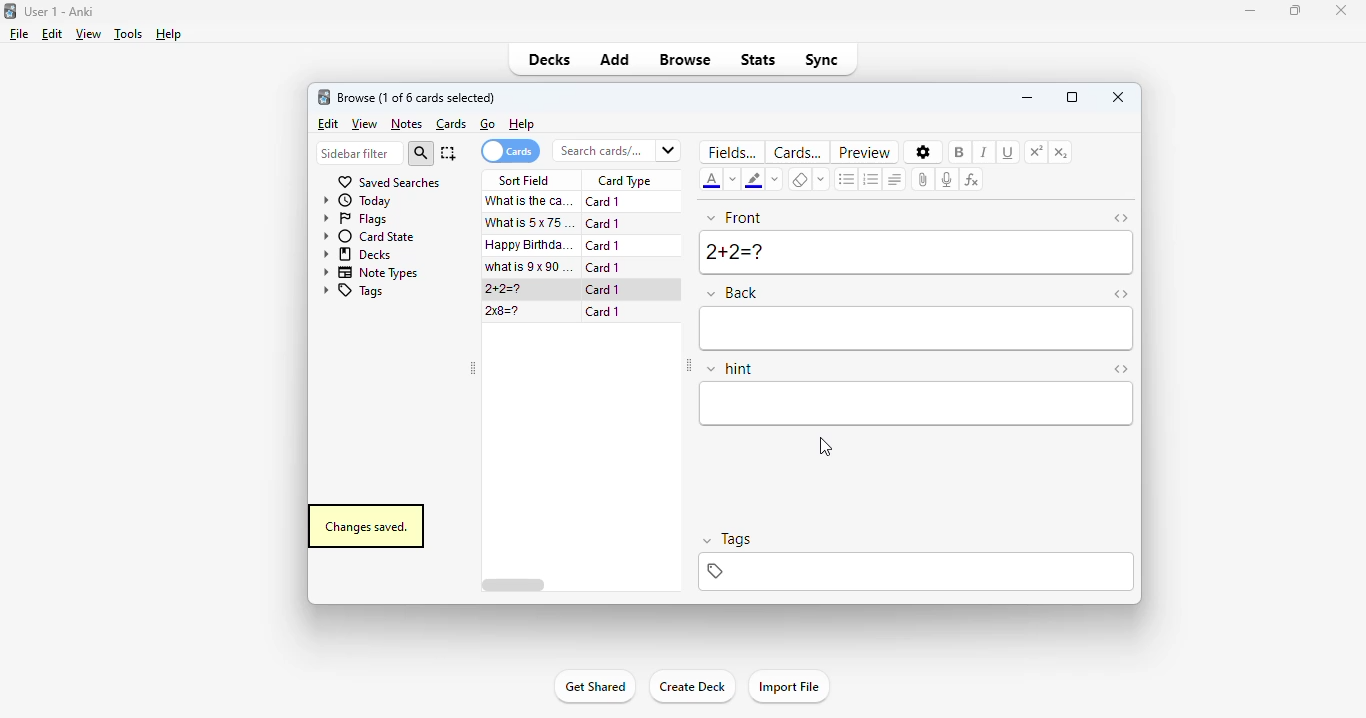 User 1 - Anki
File Edit View Tools Help
Decks Add Browse Stats Sync
Browse (1 of 6 cards selected)
Edit View Notes Cards Go Help
Sidebar filter
Saved Searches
Today
Flags
Card State
Decks
Note Types
Tags
Changes saved.
Cards
Search cards/...
Sort Field Card Type
What is the ca... Card 1
What is 5 x 75 ... Card 1
Happy Birthda... Card 1
what is 9 x 90 ... Card 1
2+2=? Card 1
2x8=? Card 1
Fields... Cards... Preview
B I U x² x₂
A
fx
Front
2+2=?
Back
hint
Tags
Get Shared Create Deck Import File